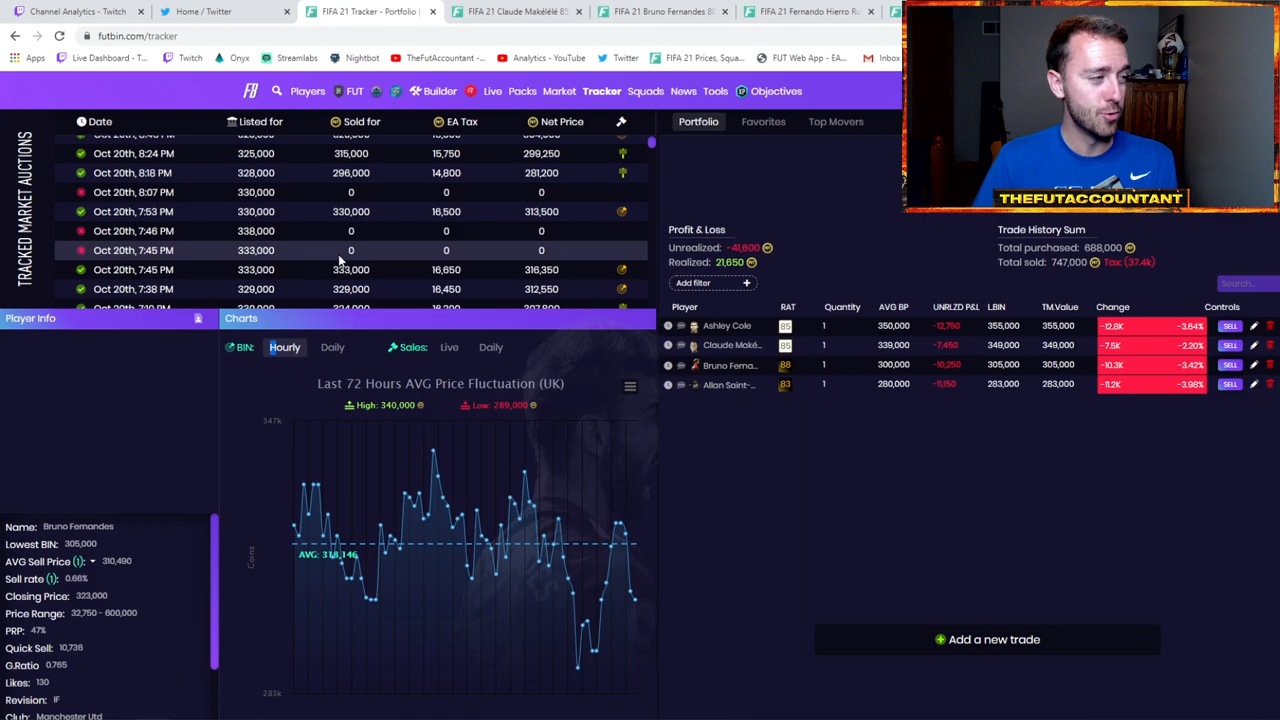 Channel Analytics - Twitch
Home / Twitter
FIFA 21 Tracker - Portfolio |
FIFA 21 Claude Makélélé 85
FIFA 21 Bruno Fernandes 88
FIFA 21 Fernando Hierro
futbin.com/tracker
Apps
Live Dashboard - T...
Twitch
Onyx
Streamlabs
Nightbot
TheFutAccountant -...
Analytics - YouTube
Twitter
FIFA 21 Prices, Squa...
FUT Web App - EA...
Inbox
Players
FUT
Builder
Live
Packs
Market
Tracker
Squads
News
Tools
Objectives
THEFUTACCOUNTANT
TRACKED MARKET AUCTIONS
Date Listed for Sold for EA Tax Net Price
Oct 20th, 8:24 PM 325,000 315,000 15,750 299,250
Oct 20th, 8:18 PM 328,000 296,000 14,800 281,200
Oct 20th, 8:07 PM 330,000 0 0 0
Oct 20th, 7:53 PM 330,000 330,000 16,500 313,500
Oct 20th, 7:46 PM 338,000 0 0 0
Oct 20th, 7:45 PM 333,000 0 0 0
Oct 20th, 7:45 PM 333,000 333,000 16,650 316,350
Oct 20th, 7:38 PM 329,000 329,000 16,450 312,550
Portfolio Favorites Top Movers
Profit & Loss
Unrealized: -41,600
Realized: 21,650
Trade History Sum
Total purchased: 688,000
Total sold: 747,000 Tax: (37.4k)
Add filter +
Search...
Player RAT Quantity AVG BP UNRLZD P&L LBIN TM.Value Change Controls
Ashley Cole 85 1 350,000 -12,750 355,000 355,000 -12.8K -3.64% SELL
Claude Maké... 85 1 339,000 -7,450 349,000 349,000 -7.5K -2.20% SELL
Bruno Ferna... 88 1 300,000 -10,250 305,000 305,000 -10.3K -3.42% SELL
Allan Saint-... 83 1 280,000 -11,150 283,000 283,000 -11.2K -3.98% SELL
Add a new trade
Player Info
Charts
BIN: Hourly Daily Sales: Live Daily
Last 72 Hours AVG Price Fluctuation (UK)
High: 340,000 Low: 289,000
347k
AVG: 318,146
Coins
283k
Name: Bruno Fernandes
Lowest BIN: 305,000
AVG Sell Price (1): 310,490
Sell rate (1): 0.66%
Closing Price: 323,000
Price Range: 32,750 - 600,000
PRP: 47%
Quick Sell: 10,736
G.Ratio 0.765
Likes: 130
Revision: IF
Club: Manchester Utd